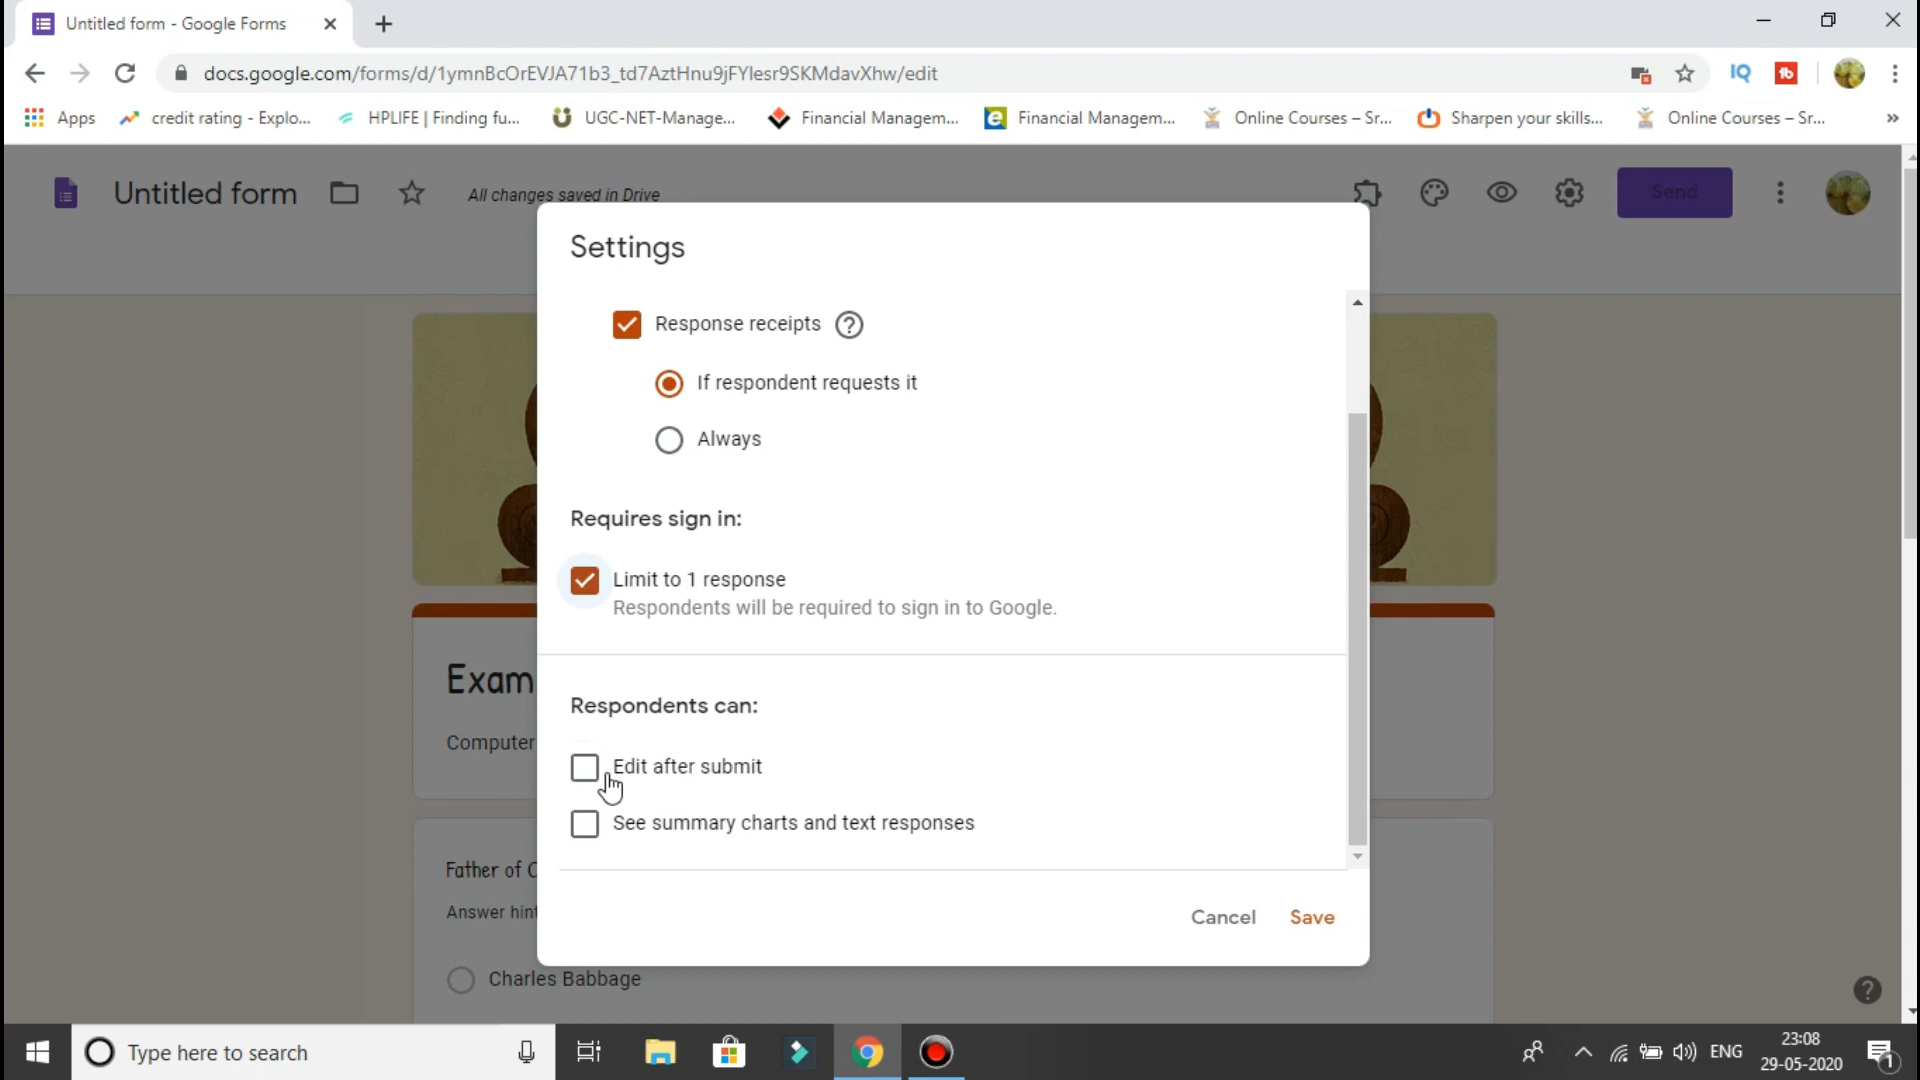 Untitled form - Google Forms
docs.google.com/forms/d/1ymnBcOrEVJA71b3_td7AztHnu9jFYlesr9SKMdavXhw/edit
IQ
tb
Apps
credit rating - Explo...
HPLIFE | Finding fu...
UGC-NET-Manage...
Financial Managem...
Financial Managem...
Online Courses – Sr...
Sharpen your skills...
Online Courses – Sr...
»
Untitled form
All changes saved in Drive
Send
Settings
Response receipts
If respondent requests it
Always
Requires sign in:
Limit to 1 response
Respondents will be required to sign in to Google.
Exam
Computer
Respondents can:
Edit after submit
See summary charts and text responses
Father of C
Answer hint
Cancel
Save
Charles Babbage
Type here to search
ENG
23:08
29-05-2020
1